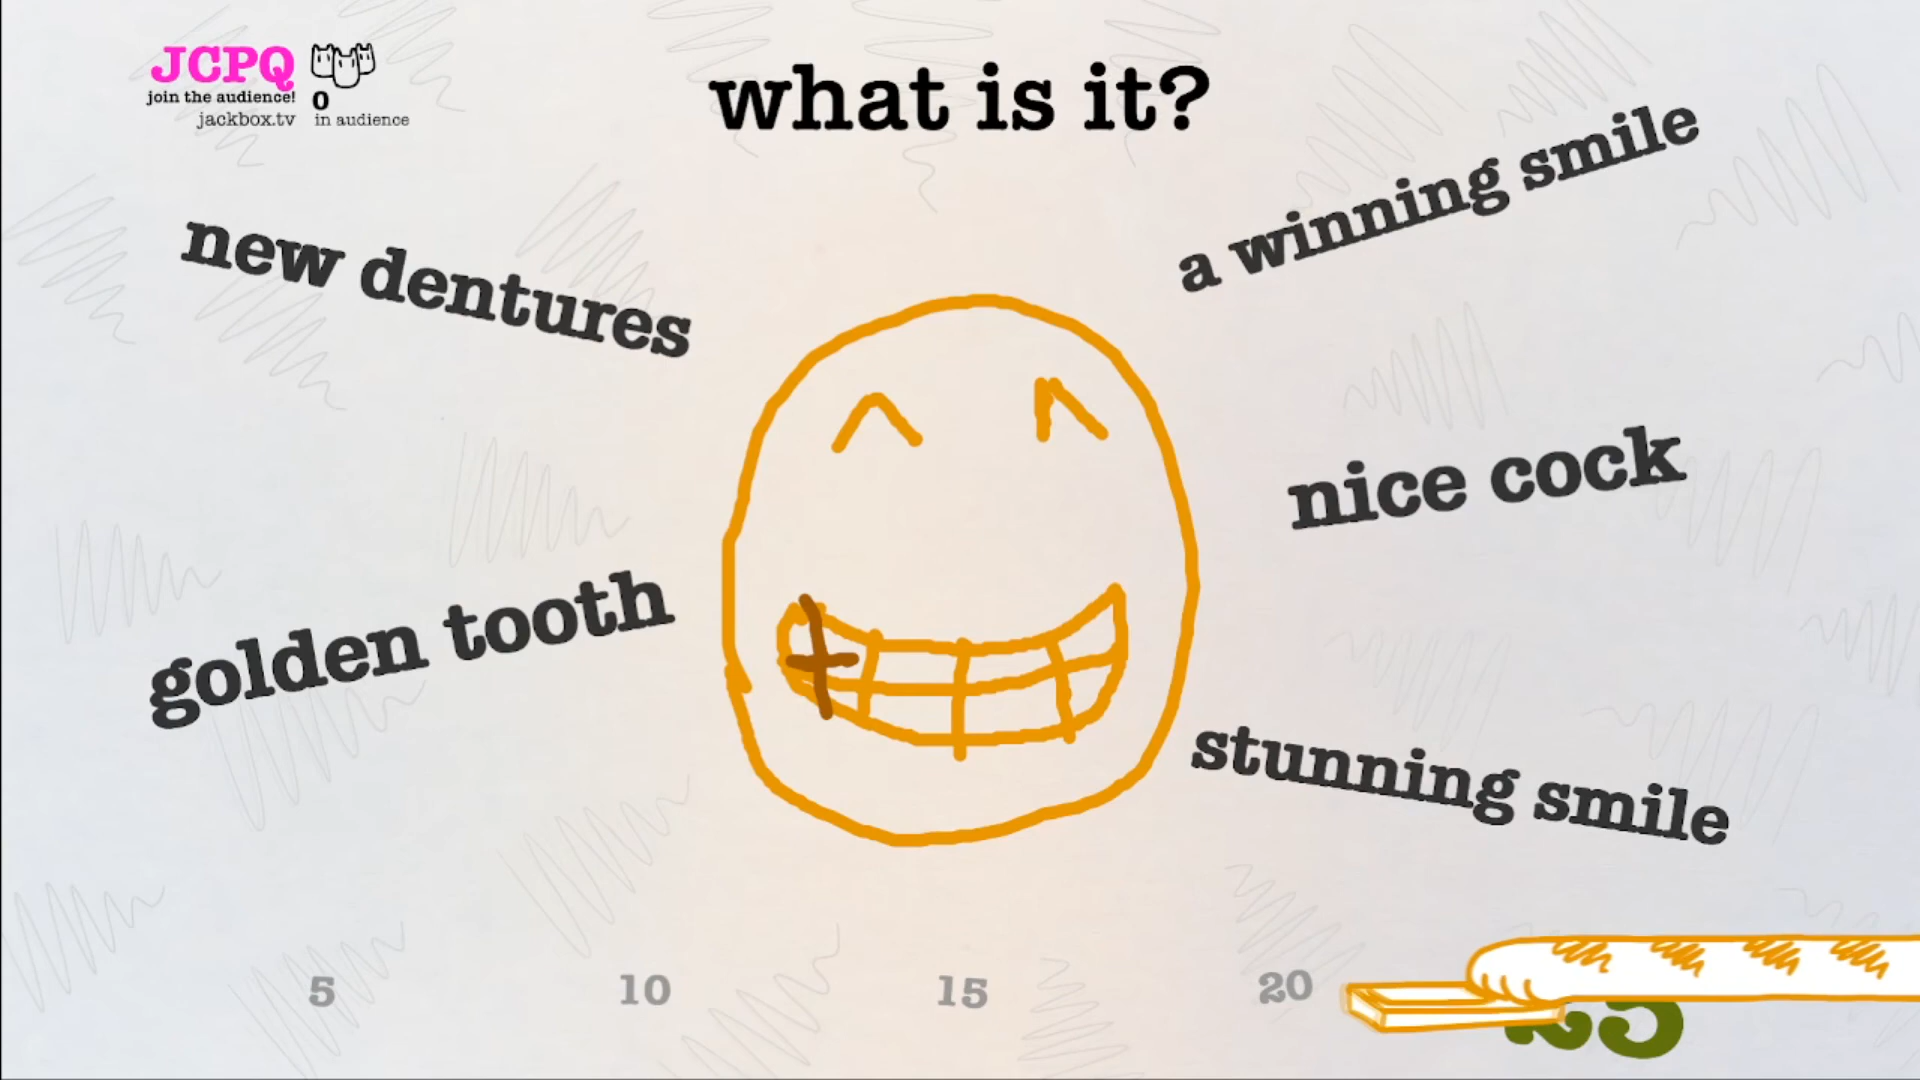 JCPQ
join the audience!
jackbox.tv
0
in audience
what is it?
a winning smile
new dentures
nice cock
golden tooth
stunning smile
5
10
15
20
25